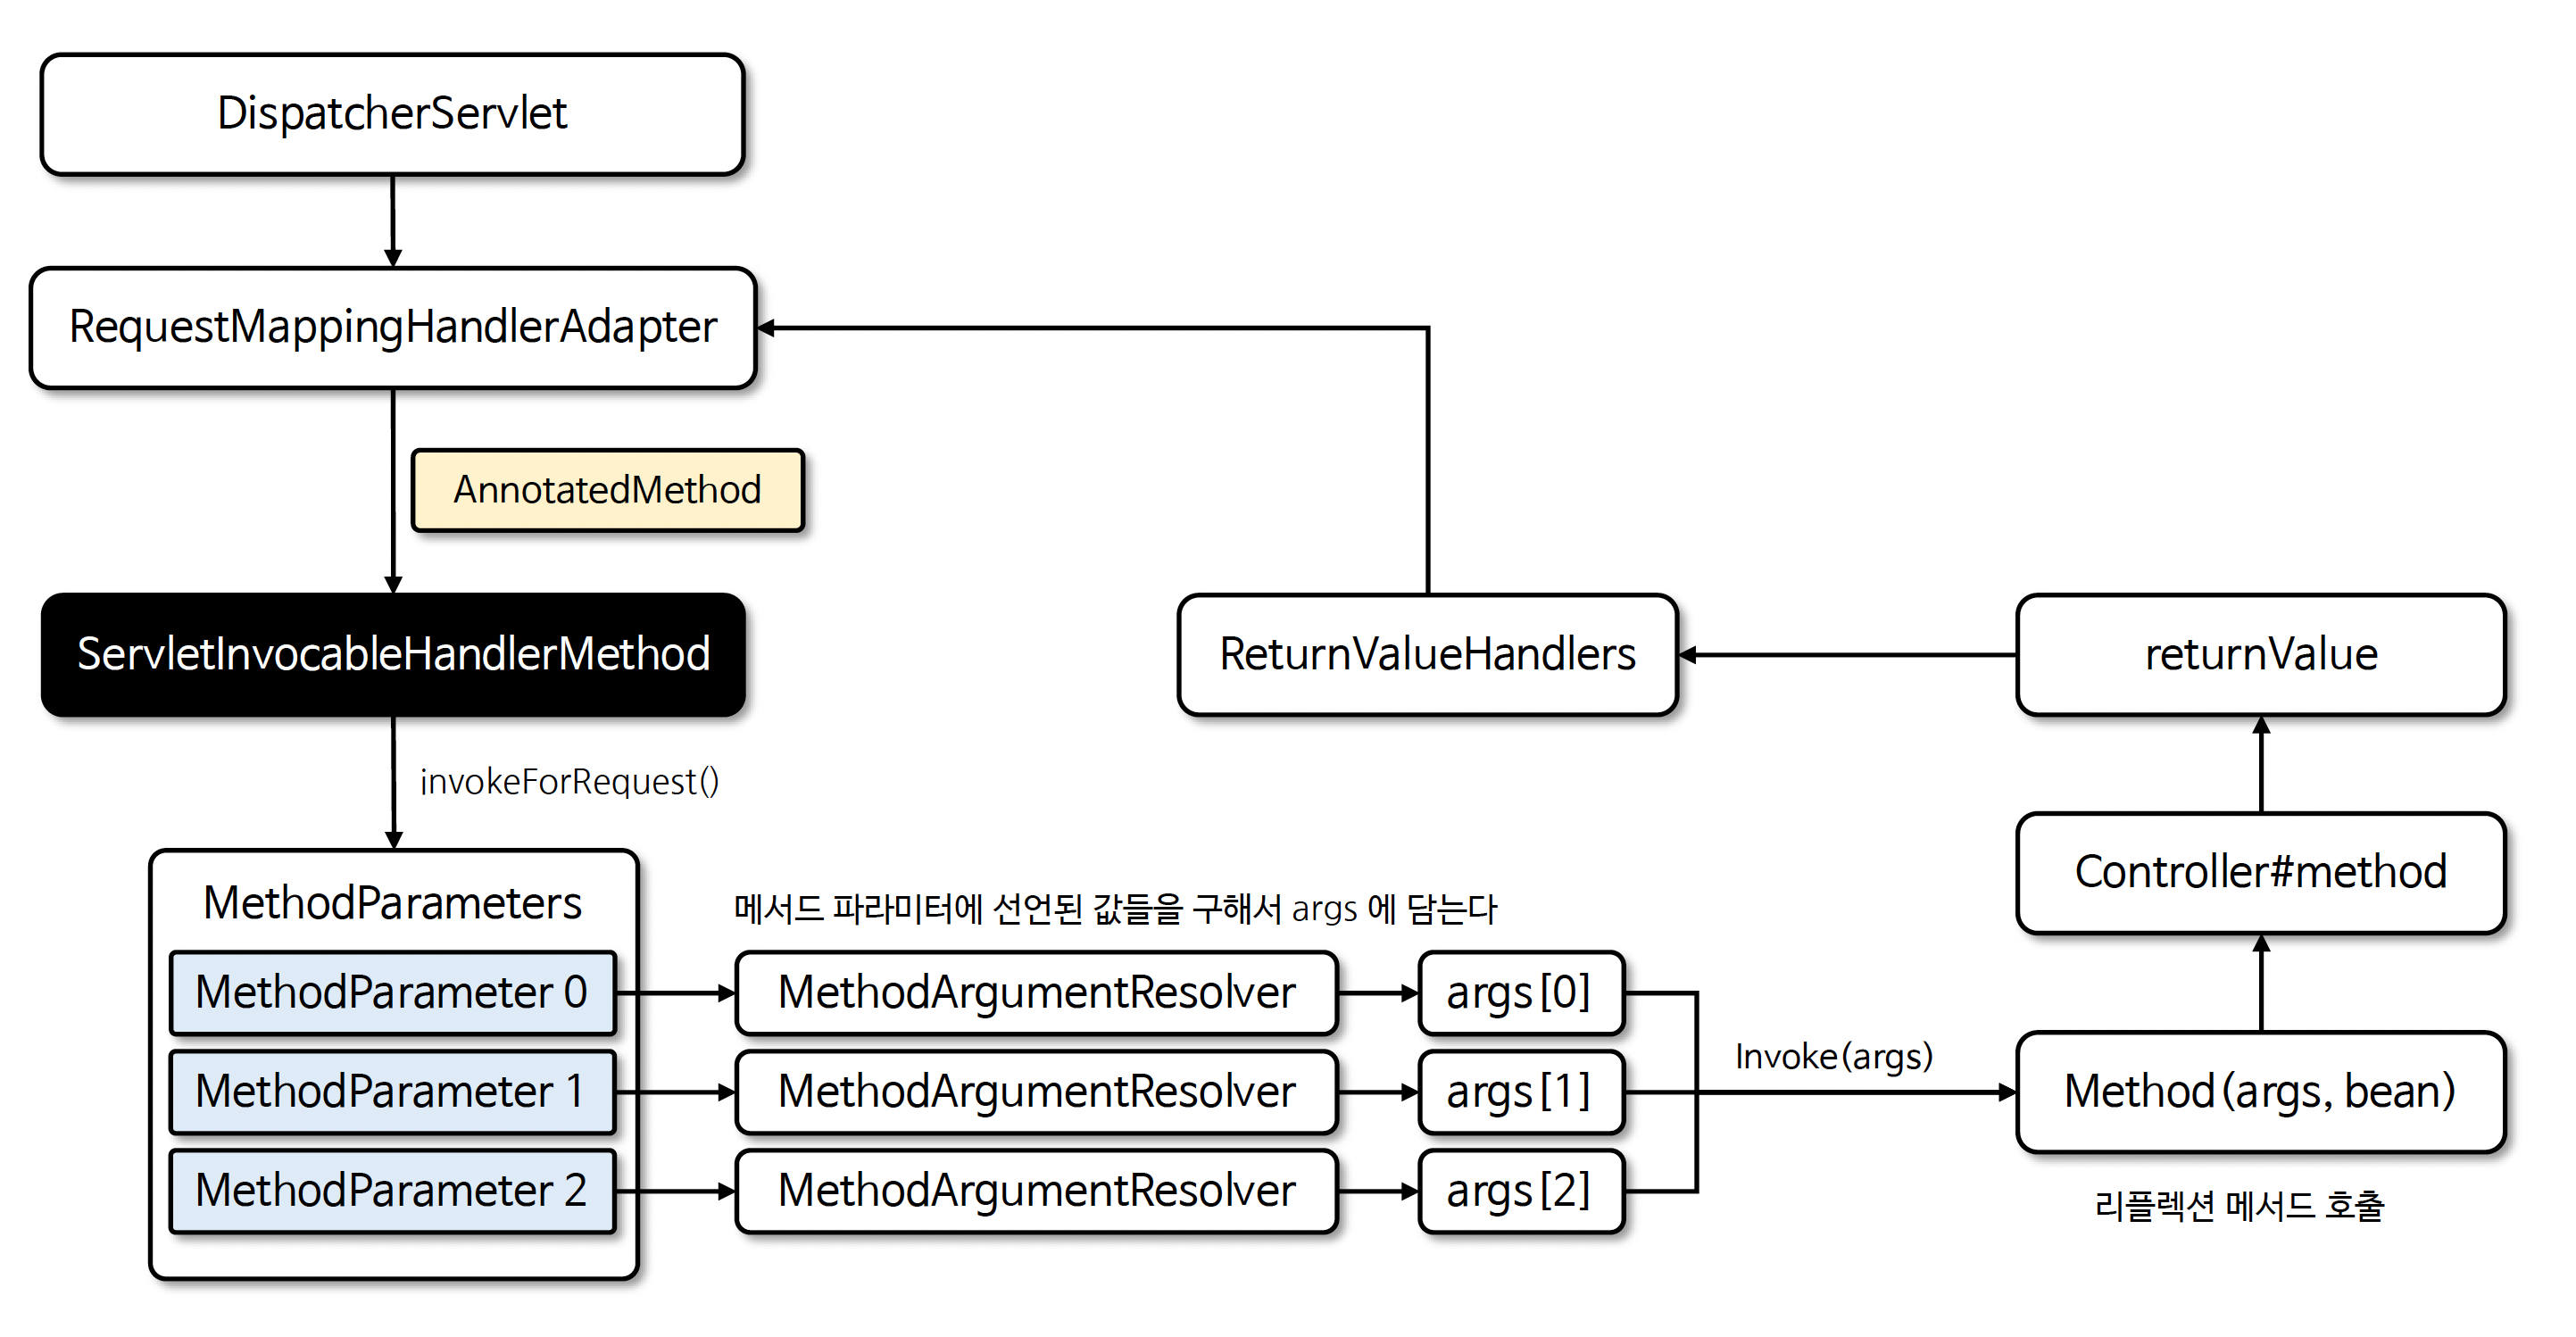 DispatcherServlet
RequestMappingHandlerAdapter
AnnotatedMethod
ServletInvocableHandlerMethod
ReturnValueHandlers
returnValue
invokeForRequest()
Controller#method
MethodParameters
메서드 파라미터에 선언된 값들을 구해서 args 에 담는다
MethodParameter 0
MethodArgumentResolver
args[0]
MethodParameter 1
MethodArgumentResolver
args[1]
Invoke(args)
Method(args, bean)
MethodParameter 2
MethodArgumentResolver
args[2]
리플렉션 메서드 호출